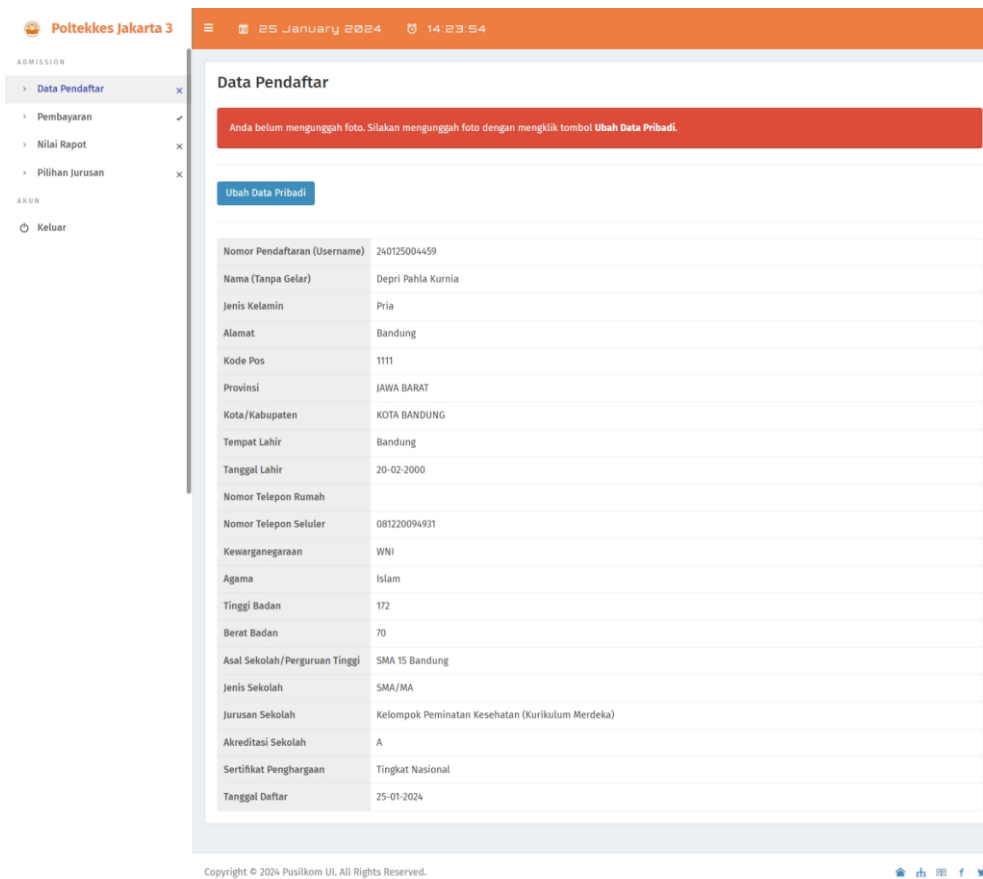 Poltekkes Jakarta 3
25 January 2024 14:23:54
ADMISSION
Data Pendaftar
Pembayaran
Nilai Rapot
Pilihan Jurusan
AKUN
Keluar
Data Pendaftar
Anda belum mengunggah foto. Silakan mengunggah foto dengan mengklik tombol Ubah Data Pribadi.
Ubah Data Pribadi
Nomor Pendaftaran (Username) 240125004459
Nama (Tanpa Gelar) Depri Pahla Kurnia
Jenis Kelamin Pria
Alamat Bandung
Kode Pos 1111
Provinsi JAWA BARAT
Kota/Kabupaten KOTA BANDUNG
Tempat Lahir Bandung
Tanggal Lahir 20-02-2000
Nomor Telepon Rumah
Nomor Telepon Seluler 081220094931
Kewarganegaraan WNI
Agama Islam
Tinggi Badan 172
Berat Badan 70
Asal Sekolah/Perguruan Tinggi SMA 15 Bandung
Jenis Sekolah SMA/MA
Jurusan Sekolah Kelompok Peminatan Kesehatan (Kurikulum Merdeka)
Akreditasi Sekolah A
Sertifikat Penghargaan Tingkat Nasional
Tanggal Daftar 25-01-2024
Copyright © 2024 Pusilkom UI. All Rights Reserved.